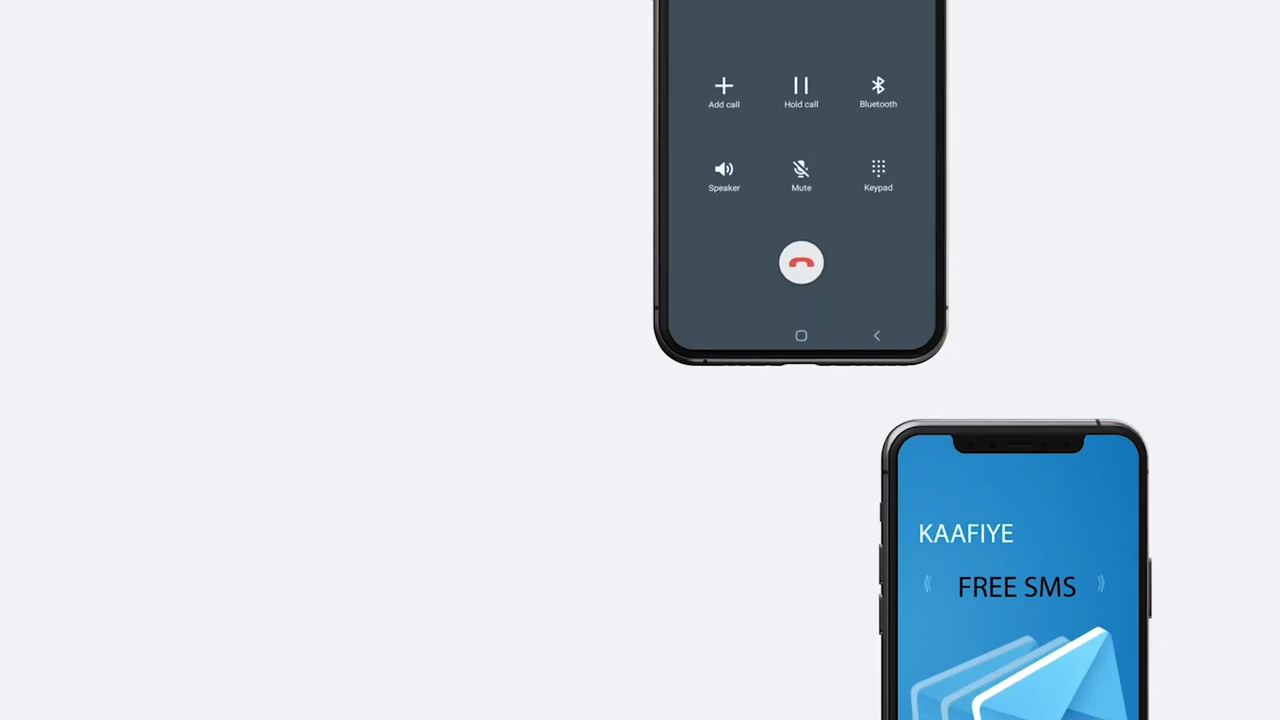 Add call Hold call Bluetooth
Speaker Mute Keypad
KAAFIYE
FREE SMS